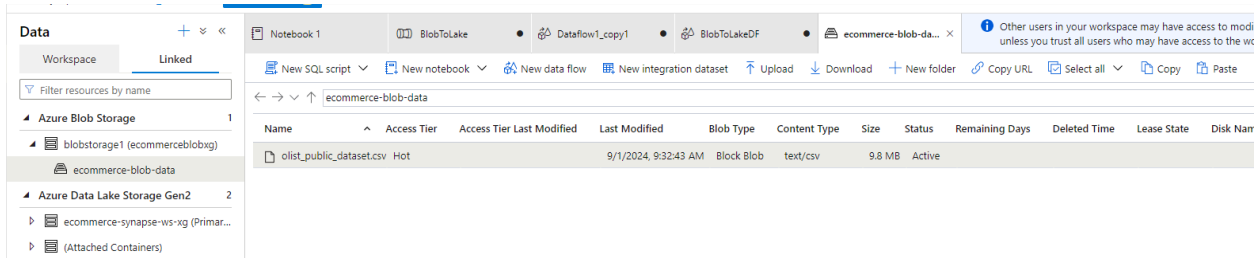 Data
Workspace
Linked
Filter resources by name
Azure Blob Storage 1
blobstorage1 (ecommerceblobxg)
ecommerce-blob-data
Azure Data Lake Storage Gen2 2
ecommerce-synapse-ws-xg (Primar...
(Attached Containers)
Notebook 1 BlobToLake Dataflow1_copy1 BlobToLakeDF ecommerce-blob-da...
Other users in your workspace may have access to modi
unless you trust all users who may have access to the wo
New SQL script New notebook New data flow New integration dataset Upload Download New folder Copy URL Select all Copy Paste
ecommerce-blob-data
Name Access Tier Access Tier Last Modified Last Modified Blob Type Content Type Size Status Remaining Days Deleted Time Lease State Disk Nam
olist_public_dataset.csv Hot 9/1/2024, 9:32:43 AM Block Blob text/csv 9.8 MB Active